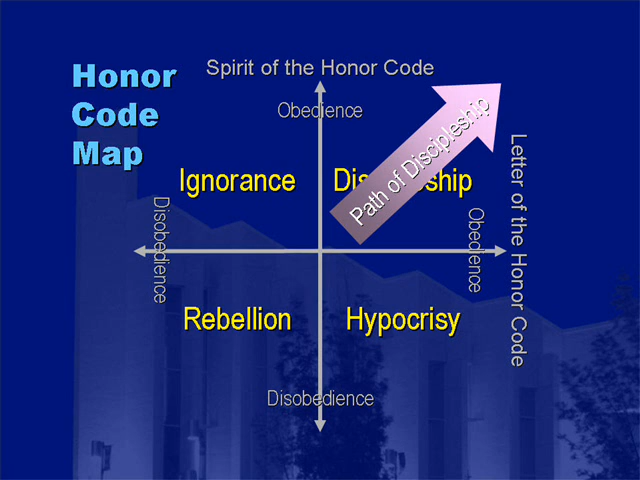 Honor
Code
Map
Spirit of the Honor Code
Obedience
Ignorance
Discipleship
Path of Discipleship
Letter of the Honor Code
Disobedience
Obedience
Rebellion
Hypocrisy
Disobedience